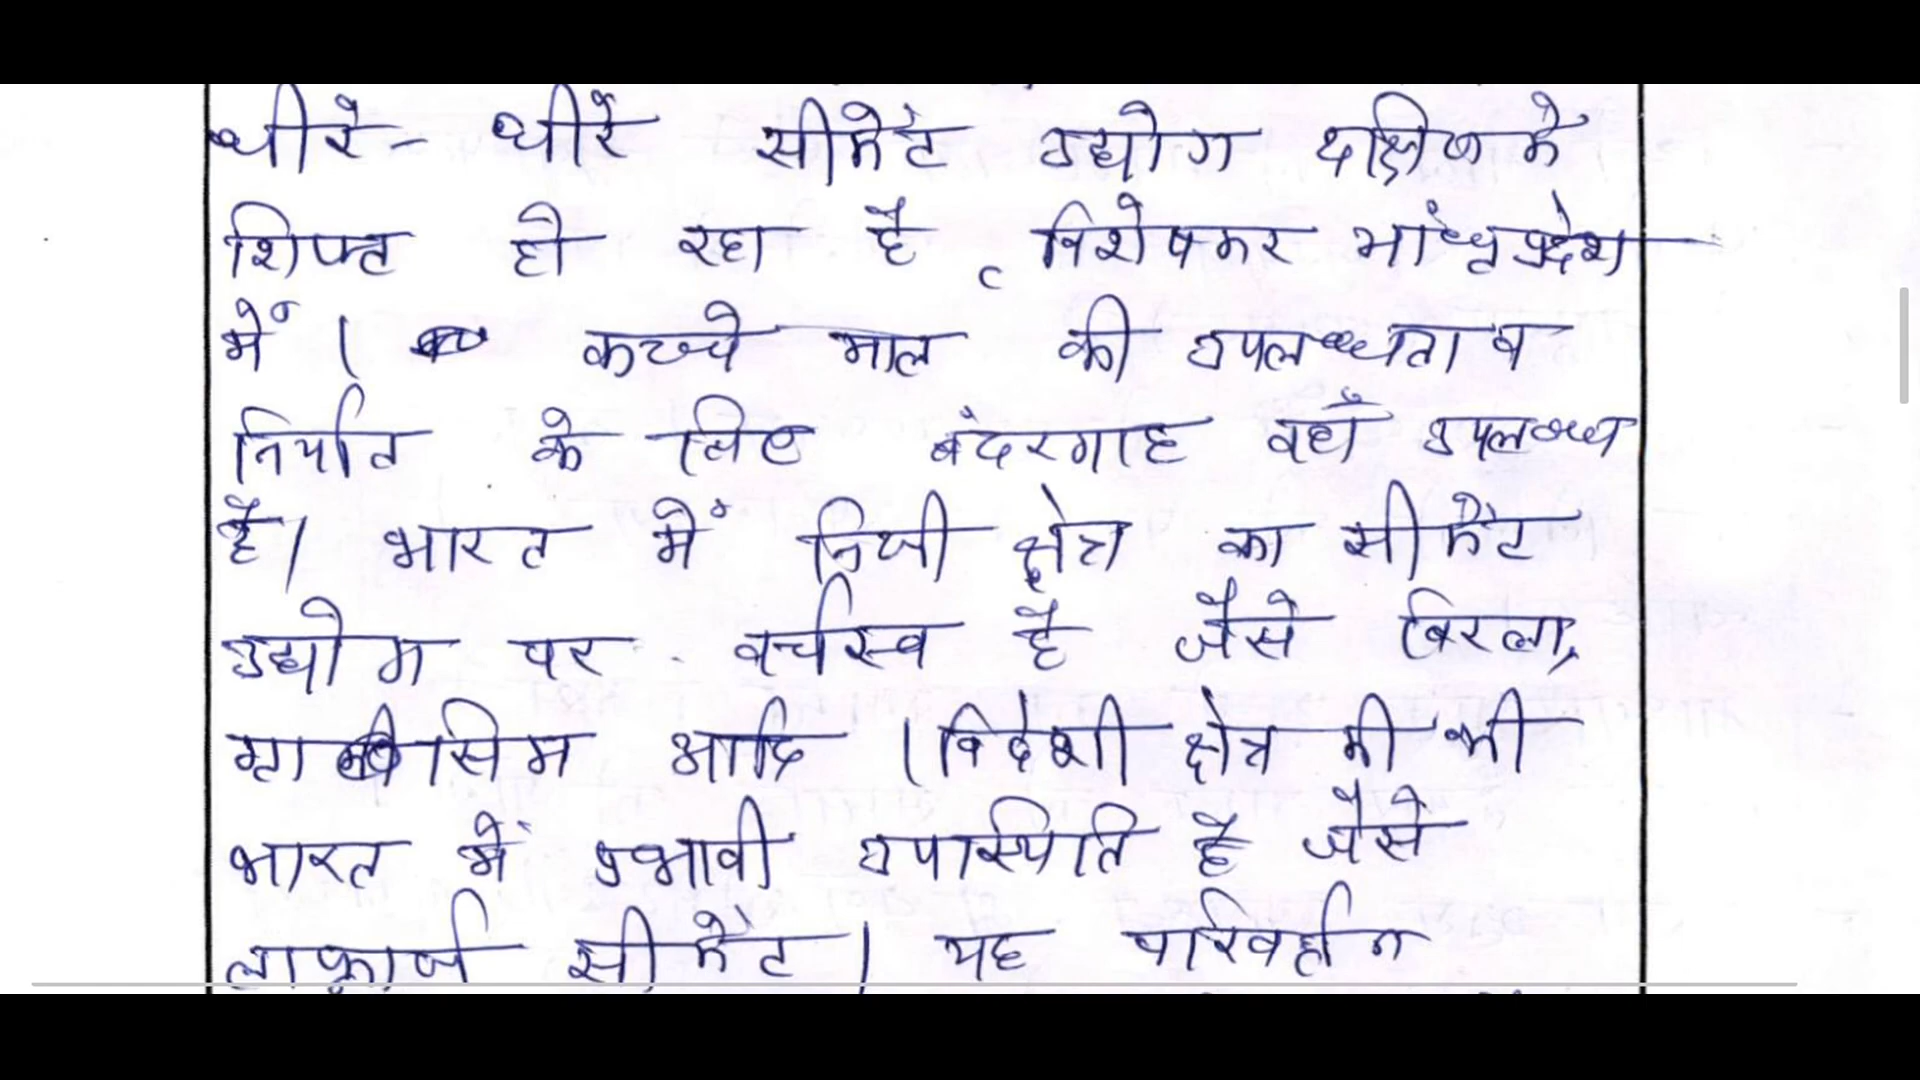 धीरे- धीरे सीमेंट उद्योग दक्षिण में
शिफ्ट हो रहा है, विशेषकर आंध्रप्रदेश
में । कच्चे माल की उपलब्धता व
निर्यात के लिए बंदरगाह वहाँ उपलब्ध
है। भारत में निजी क्षेत्र का सीमेंट
उद्योग पर वर्चस्व है जैसे बिरला,
ग्रासिम आदि । विदेशी क्षेत्र की भी
भारत में प्रभावी उपास्थिति है जैसे
लाफार्ज सीमेंट । यह परिवर्तन